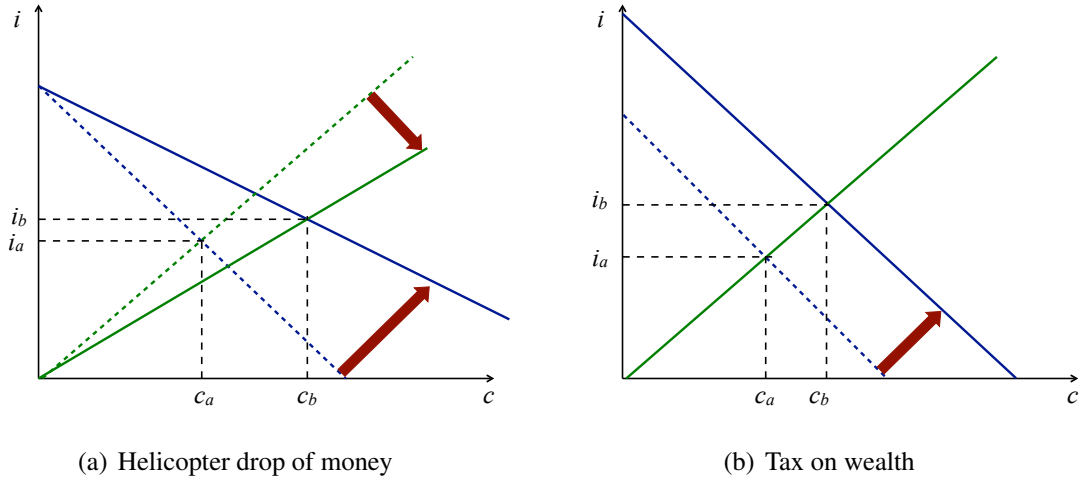 i
i_b
i_a
c_a
c_b
c
(a) Helicopter drop of money
i
i_b
i_a
c_a
c_b
c
(b) Tax on wealth